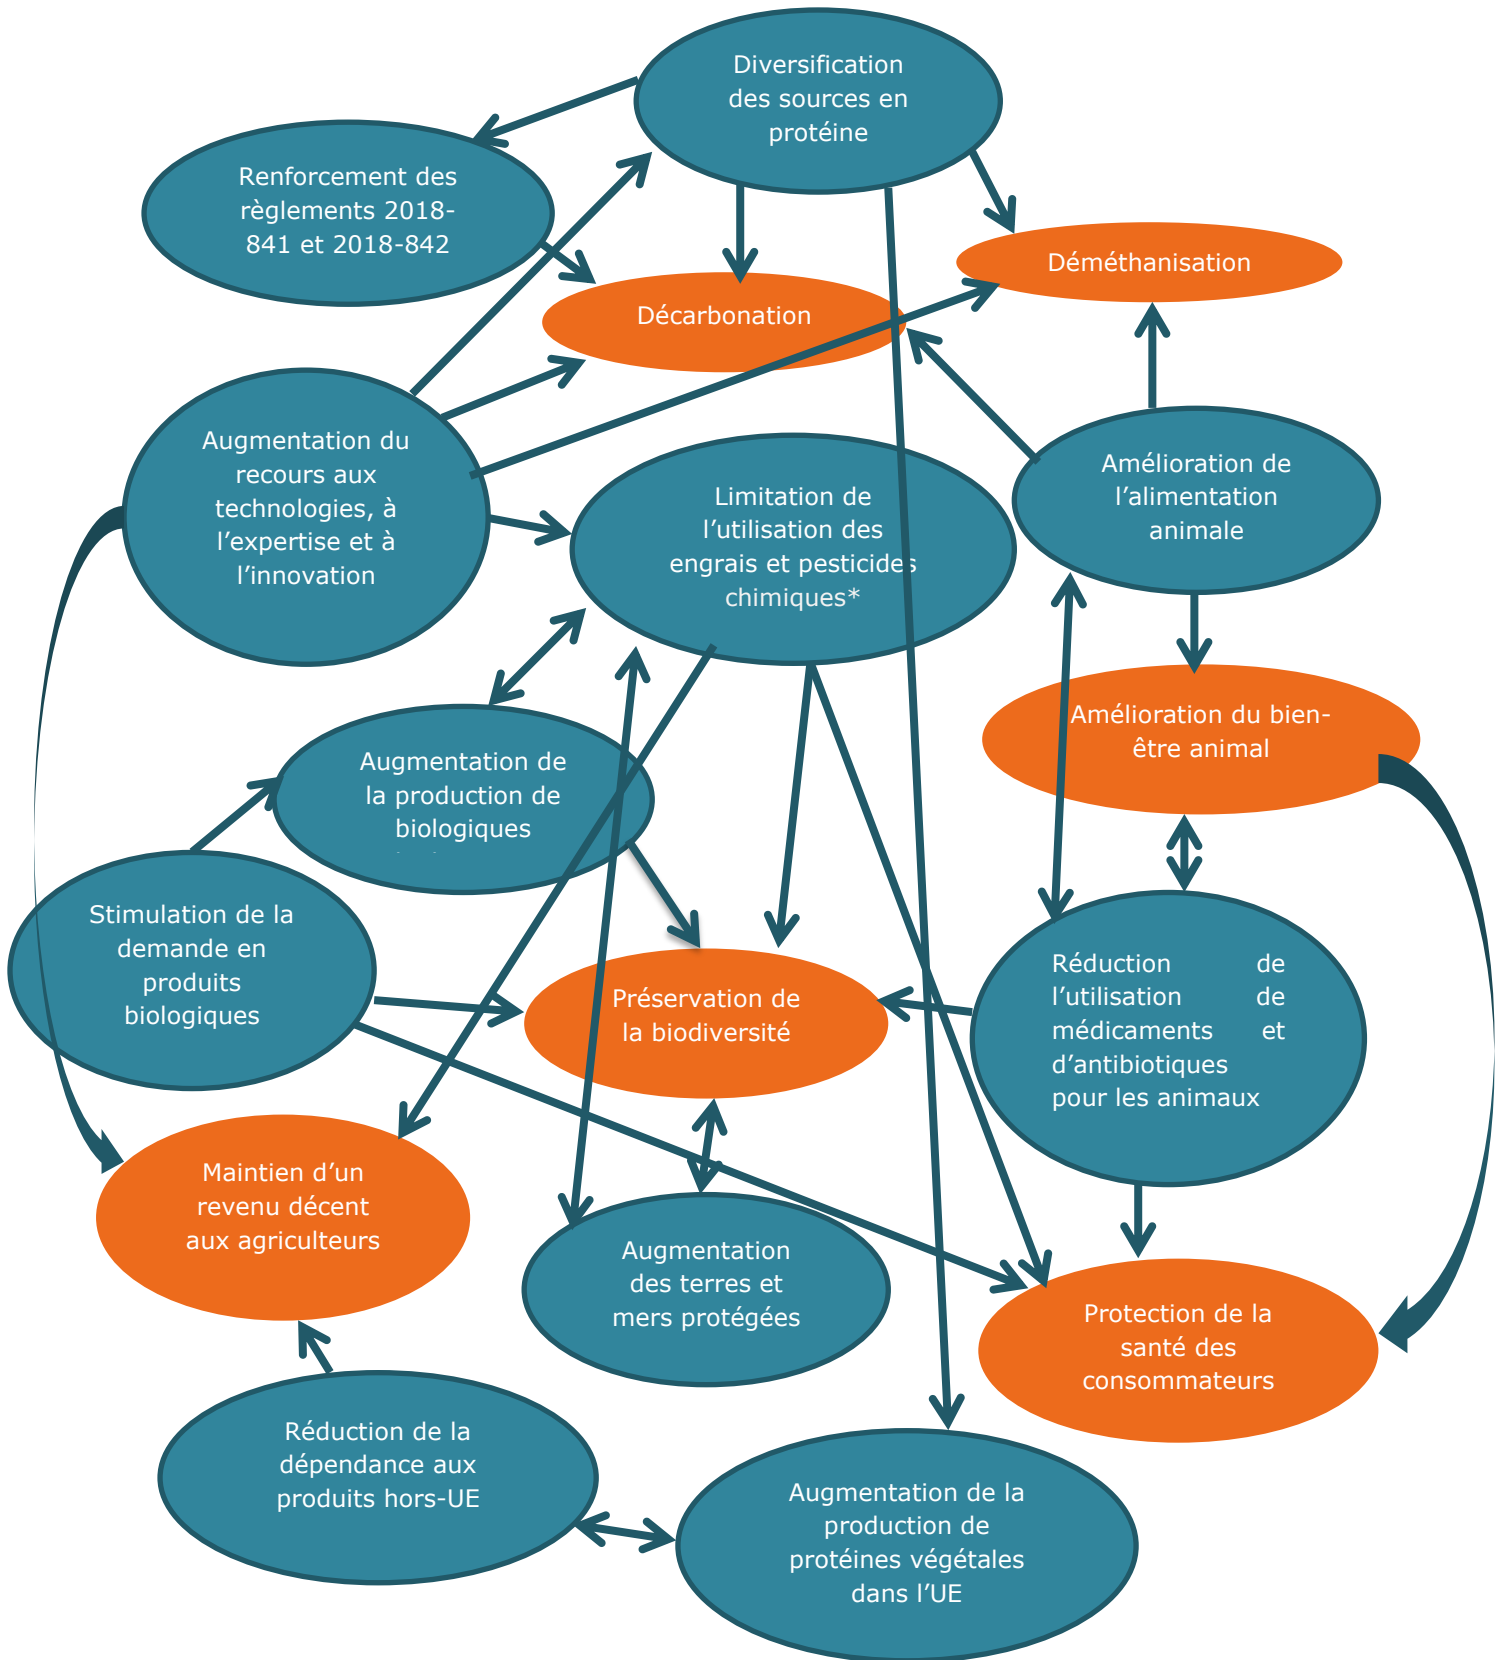 Diversification
des sources en
protéine
Renforcement des
règlements 2018-
841 et 2018-842
Déméthanisation
Décarbonation
Augmentation du
recours aux
technologies, à
l’expertise et à
l’innovation
Limitation de
l’utilisation des
engrais et pesticides
chimiques*
Amélioration de
l’alimentation
animale
Amélioration du bien-
être animal
Augmentation de
la production de
biologiques
Stimulation de la
demande en
produits
biologiques
Préservation de
la biodiversité
Réduction de
l’utilisation de
médicaments et
d’antibiotiques
pour les animaux
Maintien d’un
revenu décent
aux agriculteurs
Augmentation
des terres et
mers protégées
Protection de la
santé des
consommateurs
Réduction de la
dépendance aux
produits hors-UE
Augmentation de la
production de
protéines végétales
dans l’UE